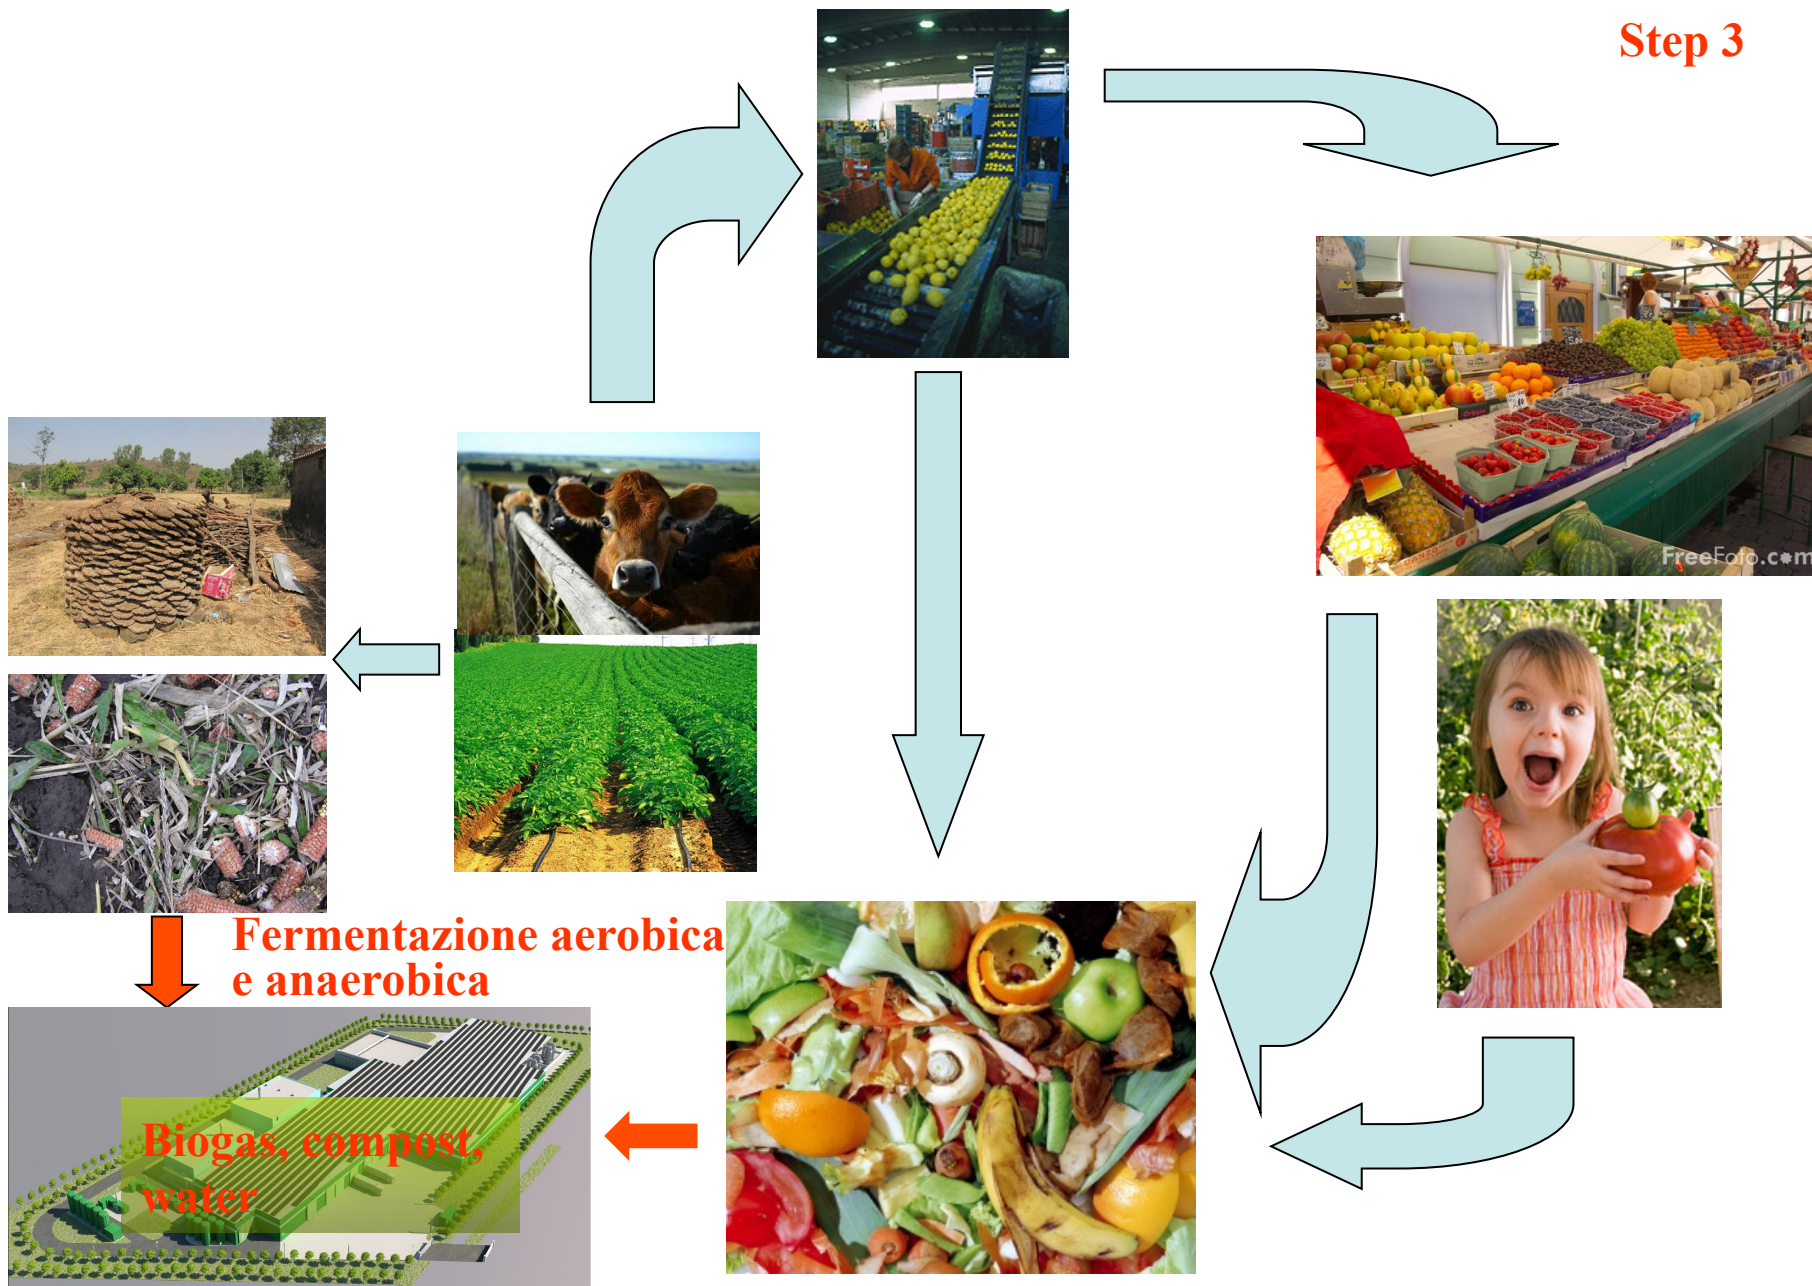 Step 3
FreeFoto.com
Fermentazione aerobica
e anaerobica
Biogas, compost,
water